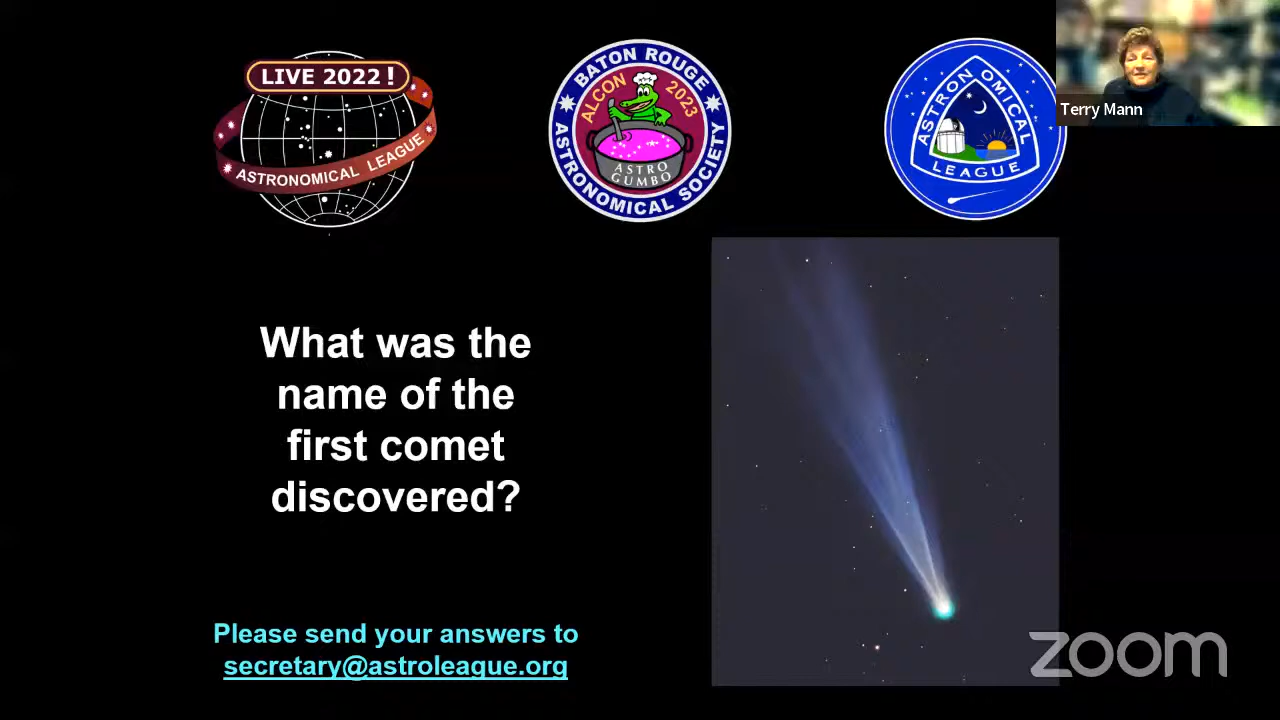 LIVE 2022!
ASTRONOMICAL LEAGUE
BATON ROUGE
ALCON 2023
ASTRO
GUMBO
ASTRONOMICAL SOCIETY
ASTRONOMICAL
LEAGUE
Terry Mann
What was the
name of the
first comet
discovered?
Please send your answers to
secretary@astroleague.org
zoom